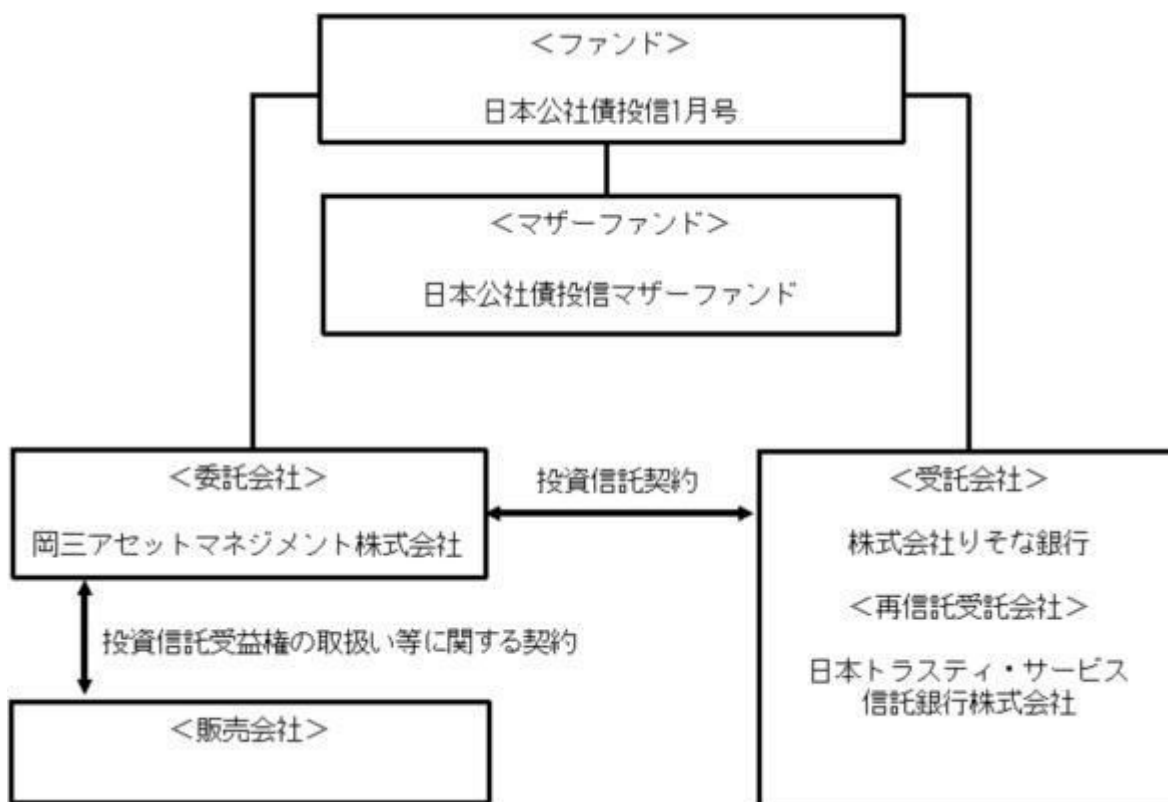 ＜ファンド＞
日本公社債投信1月号
＜マザーファンド＞
日本公社債投信マザーファンド
＜委託会社＞
岡三アセットマネジメント株式会社
投資信託契約
＜受託会社＞
株式会社りそな銀行
＜再信託受託会社＞
日本トラスティ・サービス
信託銀行株式会社
投資信託受益権の取扱い等に関する契約
＜販売会社＞